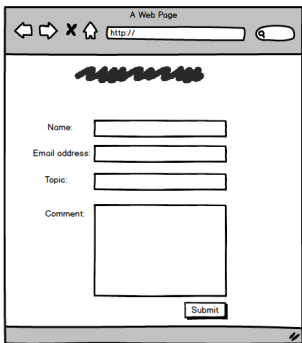 A Web Page
http://
Name:
Email address:
Topic:
Comment:
Submit